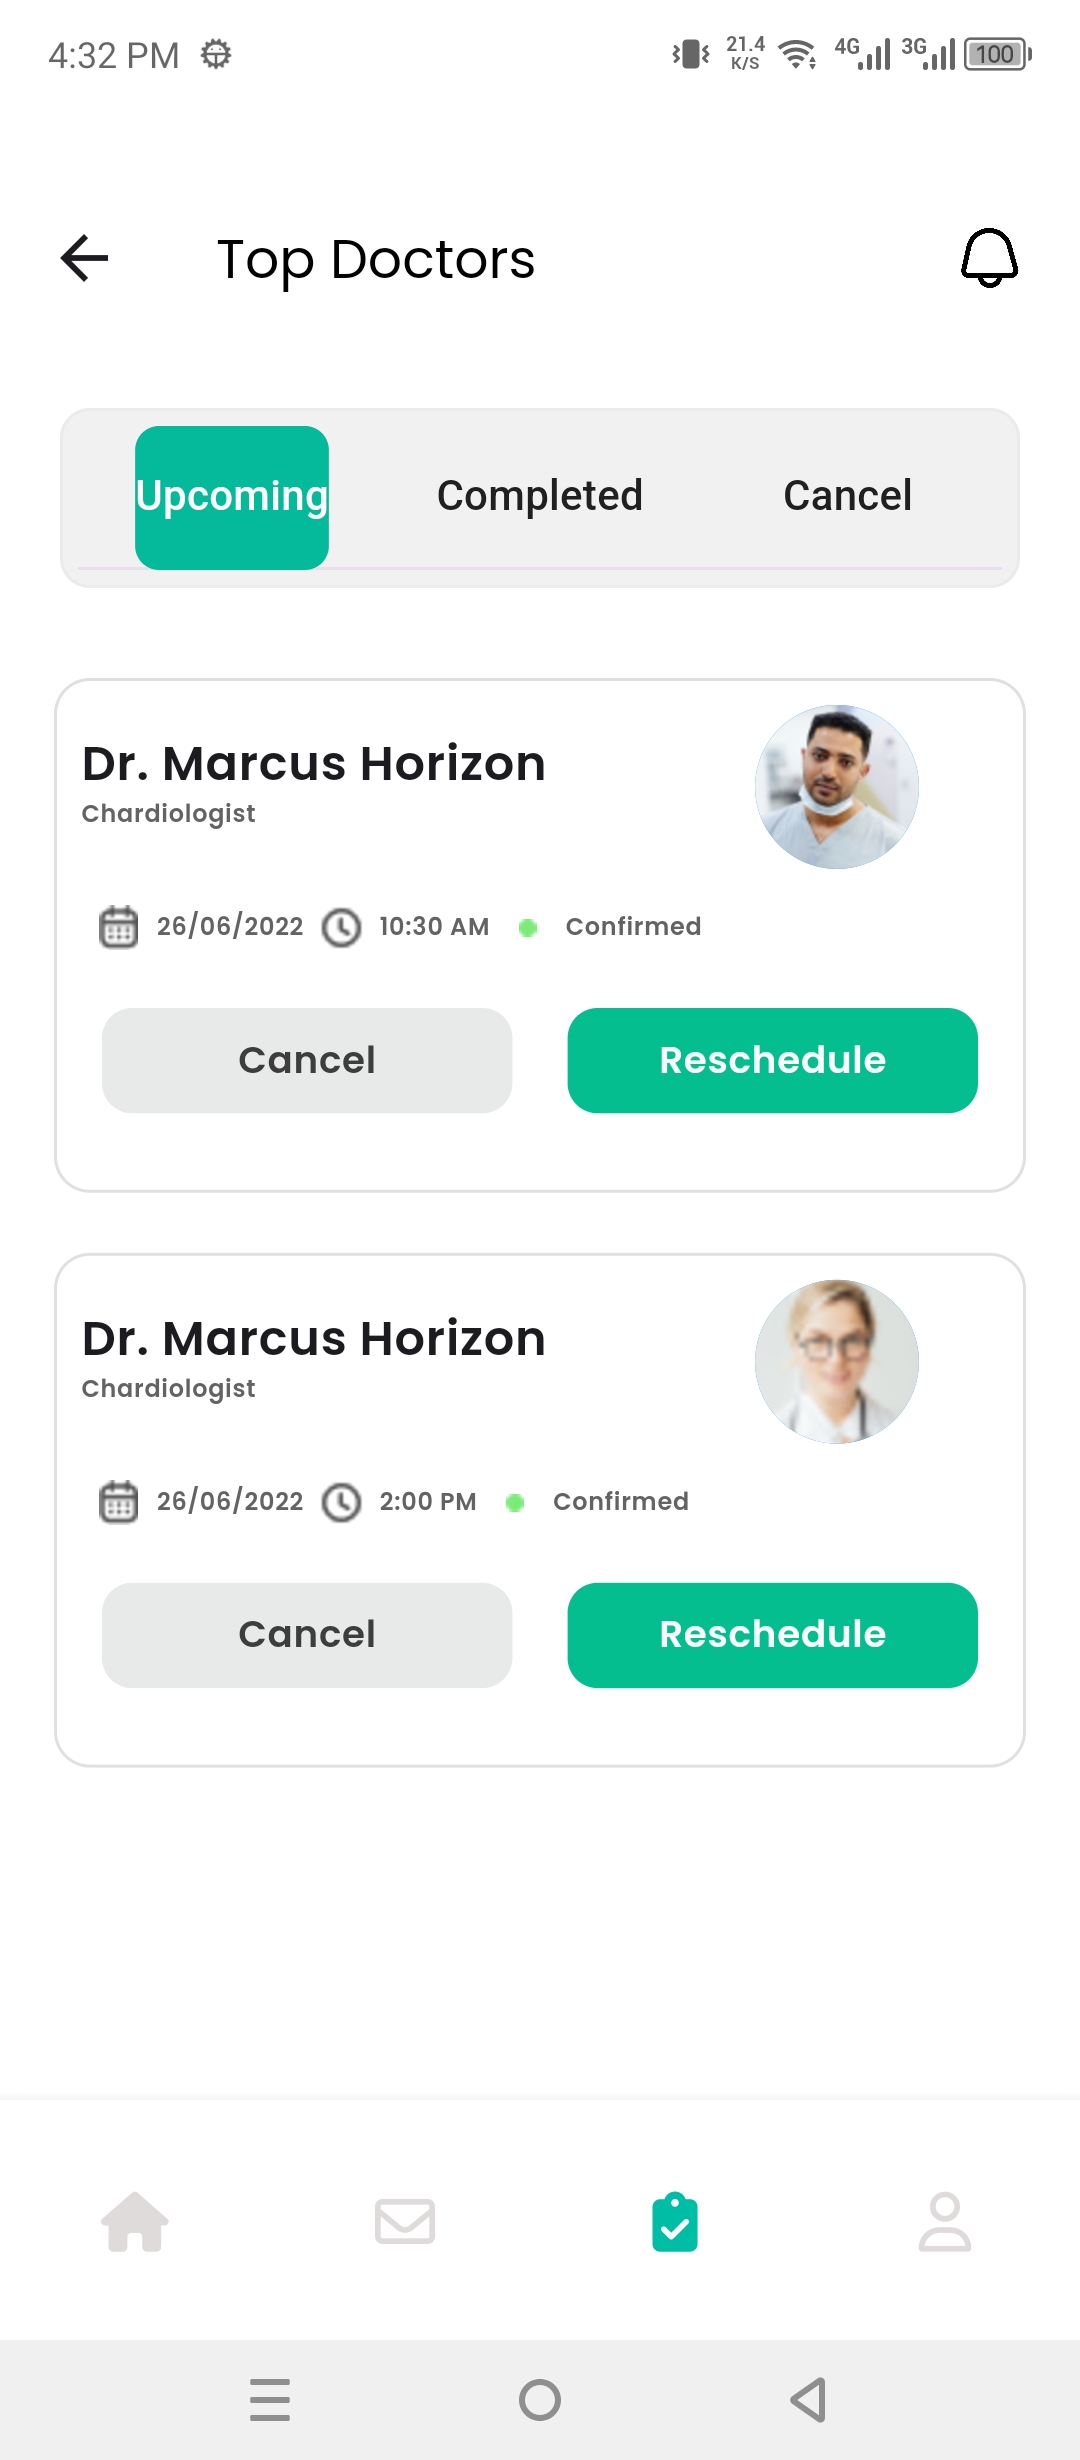 4:32 PM 21.4 K/S 4G 3G 100
Top Doctors
Upcoming Completed Cancel
Dr. Marcus Horizon
Chardiologist
26/06/2022 10:30 AM Confirmed
Cancel Reschedule
Dr. Marcus Horizon
Chardiologist
26/06/2022 2:00 PM Confirmed
Cancel Reschedule